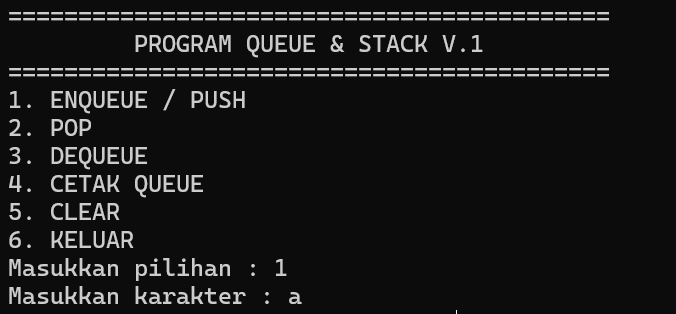 ===========================================
PROGRAM QUEUE & STACK V.1
===========================================
1. ENQUEUE / PUSH
2. POP
3. DEQUEUE
4. CETAK QUEUE
5. CLEAR
6. KELUAR
Masukkan pilihan : 1
Masukkan karakter : a